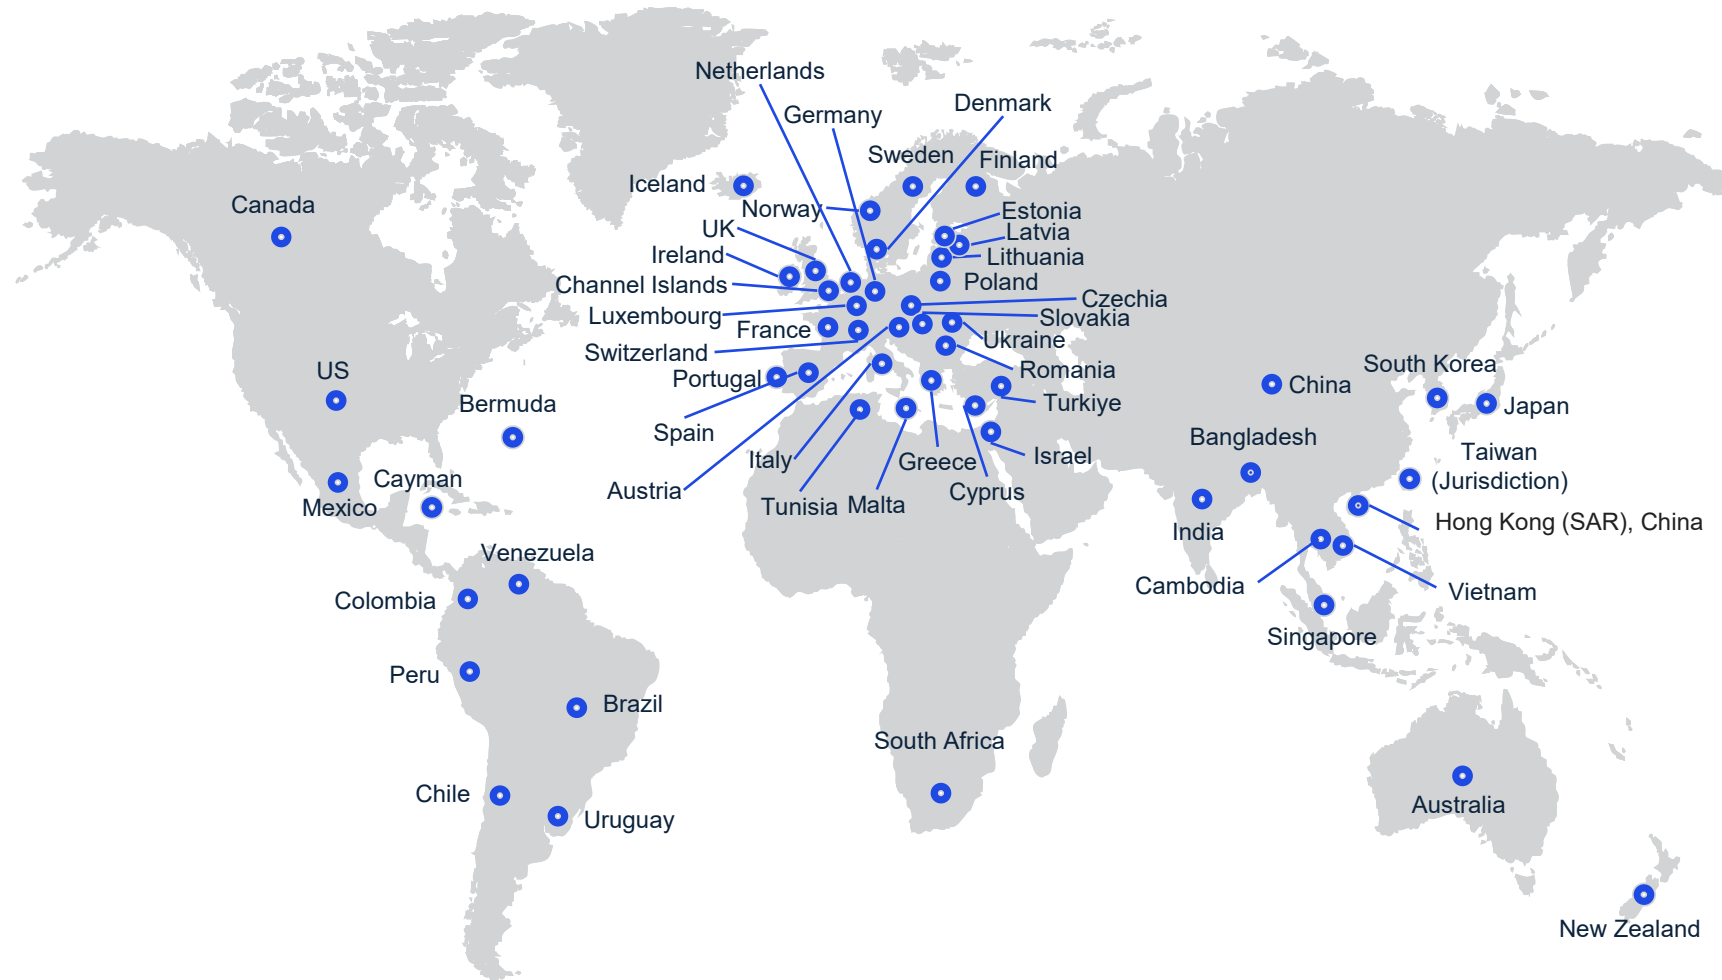 Netherlands
Germany
Denmark
Sweden
Finland
Iceland
Canada
Norway
Estonia
UK
Latvia
Ireland
Lithuania
Channel Islands
Poland
Czechia
Luxembourg
Slovakia
France
Ukraine
Switzerland
South Korea
US
Portugal
Romania
China
Bermuda
Turkiye
Japan
Spain
Bangladesh
Italy
Greece
Israel
Taiwan
(Jurisdiction)
Cayman
Austria
Cyprus
Mexico
Tunisia
Malta
Hong Kong (SAR), China
India
Venezuela
Cambodia
Vietnam
Colombia
Singapore
Peru
Brazil
South Africa
Chile
Australia
Uruguay
New Zealand